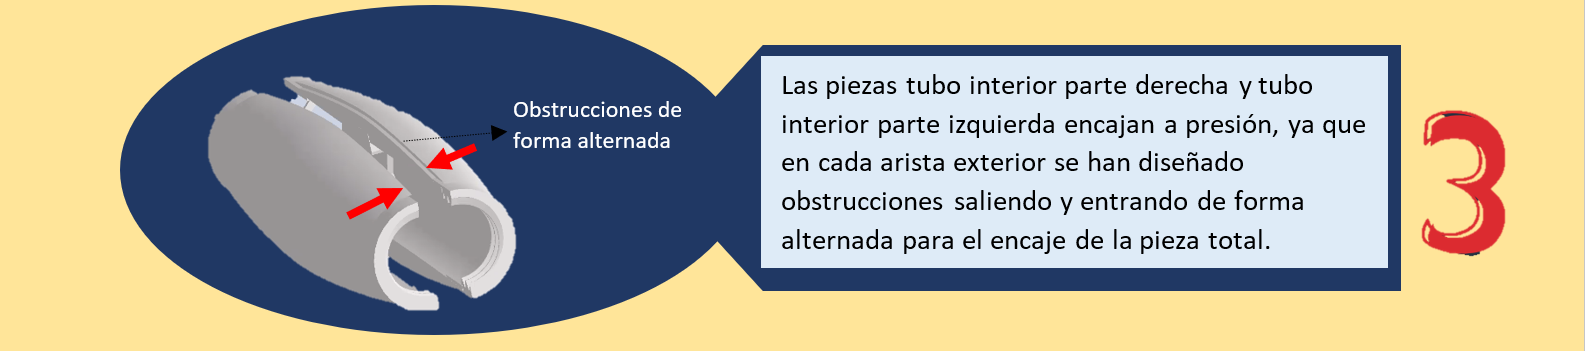 Obstrucciones de
forma alternada
Las piezas tubo interior parte derecha y tubo
interior parte izquierda encajan a presión, ya que
en cada arista exterior se han diseñado
obstrucciones saliendo y entrando de forma
alternada para el encaje de la pieza total.
3